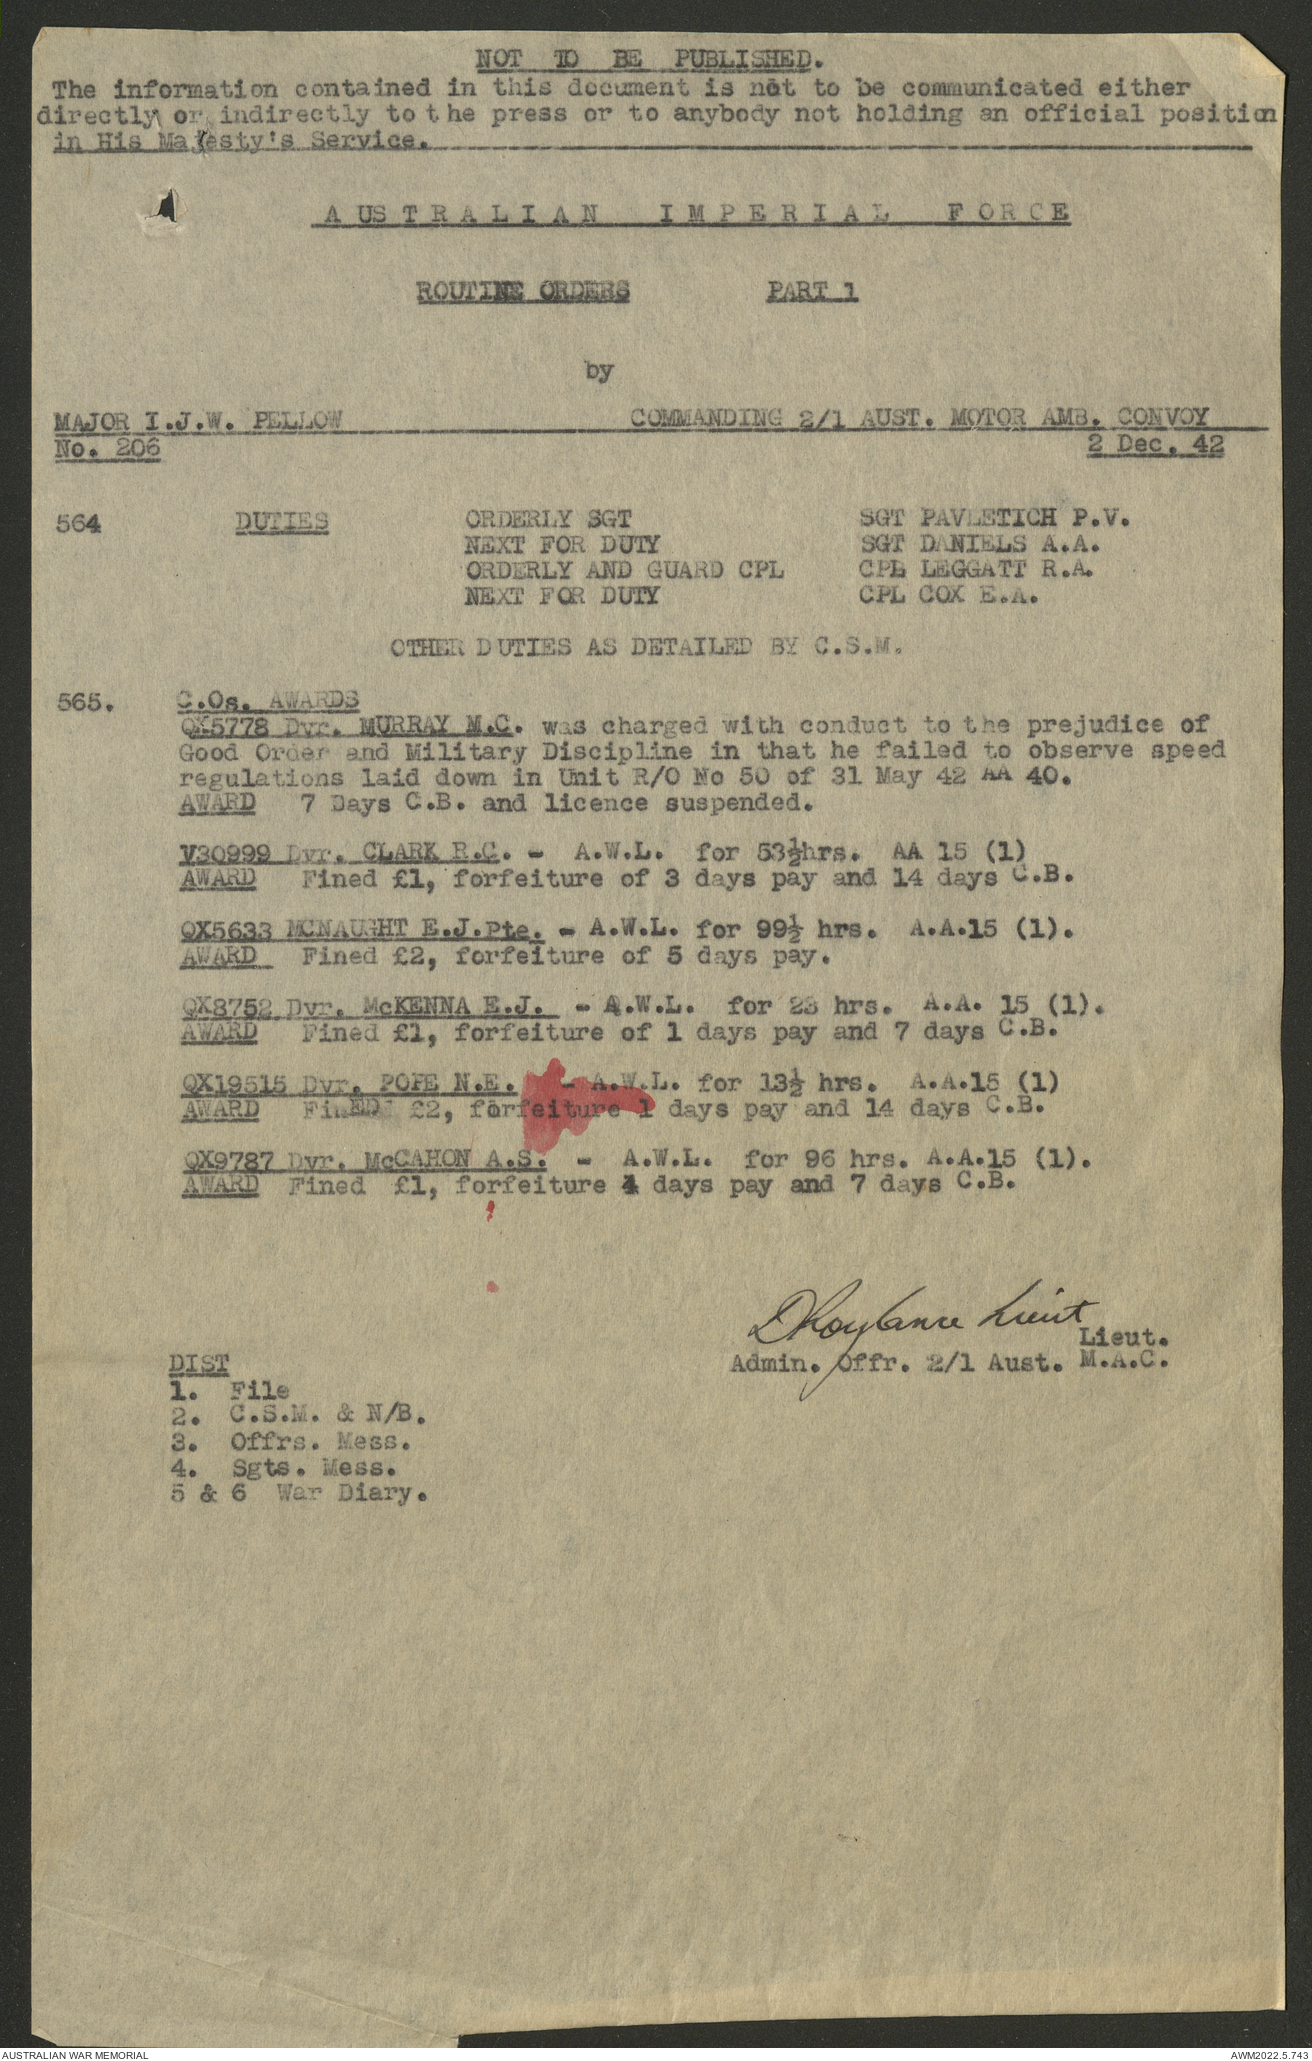 NOT TO BE PUBLISHED.
The information contained in this document is not to be communicated either
directly or indirectly to the press or to anybody not holding an official position
in His Majesty's Service.
AUSTRALIAN IMPERIAL FORCE
ROUTINE ORDERS PART 1
by
MAJOR I.J.W. PELLOW COMMANDING 2/1 AUST. MOTOR AMB. CONVOY
No. 206 2 Dec. 42
564 DUTIES ORDERLY SGT SGT PAVLETICH P.V.
NEXT FOR DUTY SGT DANIELS A.A.
ORDERLY AND GUARD CPL CPL LEGGATT R.A.
NEXT FOR DUTY CPL COX E.A.
OTHER DUTIES AS DETAILED BY C.S.M.
565. C.Os. AWARDS
QX5778 Dvr. MURRAY M.C. was charged with conduct to the prejudice of
Good Order and Military Discipline in that he failed to observe speed
regulations laid down in Unit R/O No 50 of 31 May 42 AA 40.
AWARD 7 Days C.B. and licence suspended.
V30999 Dvr. CLARK R.C. - A.W.L. for 53½hrs. AA 15 (1)
AWARD Fined £1, forfeiture of 3 days pay and 14 days C.B.
QX5633 MCNAUGHT E.J.Pte. - A.W.L. for 99½ hrs. A.A.15 (1).
AWARD Fined £2, forfeiture of 5 days pay.
QX8752 Dvr. McKENNA E.J. - A.W.L. for 23 hrs. A.A. 15 (1).
AWARD Fined £1, forfeiture of 1 days pay and 7 days C.B.
QX19515 Dvr. POPE N.E. - A.W.L. for 13½ hrs. A.A.15 (1)
AWARD FinED £2, forfeiture 1 days pay and 14 days C.B.
QX9787 Dvr. McCAHON A.S. - A.W.L. for 96 hrs. A.A.15 (1).
AWARD Fined £1, forfeiture 4 days pay and 7 days C.B.
DRoylance Lieut
Lieut.
Admin. Offr. 2/1 Aust. M.A.C.
DIST
1. File
2. C.S.M. & N/B.
3. Offrs. Mess.
4. Sgts. Mess.
5 & 6 War Diary.
AUSTRALIAN WAR MEMORIAL AWM2022.5.743